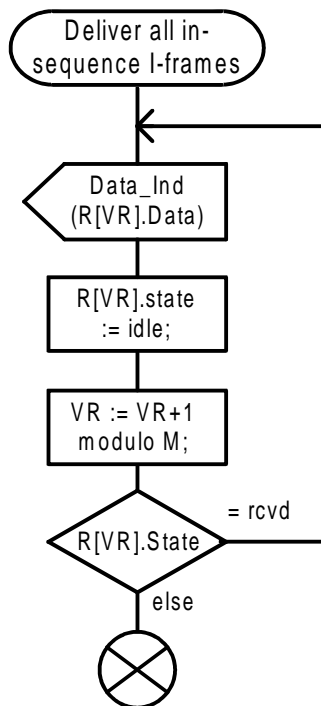 Deliver all in-
sequence I-frames
Data_Ind
(R[VR].Data)
R[VR].state
:= idle;
VR := VR+1
modulo M;
= rcvd
R[VR].State
else